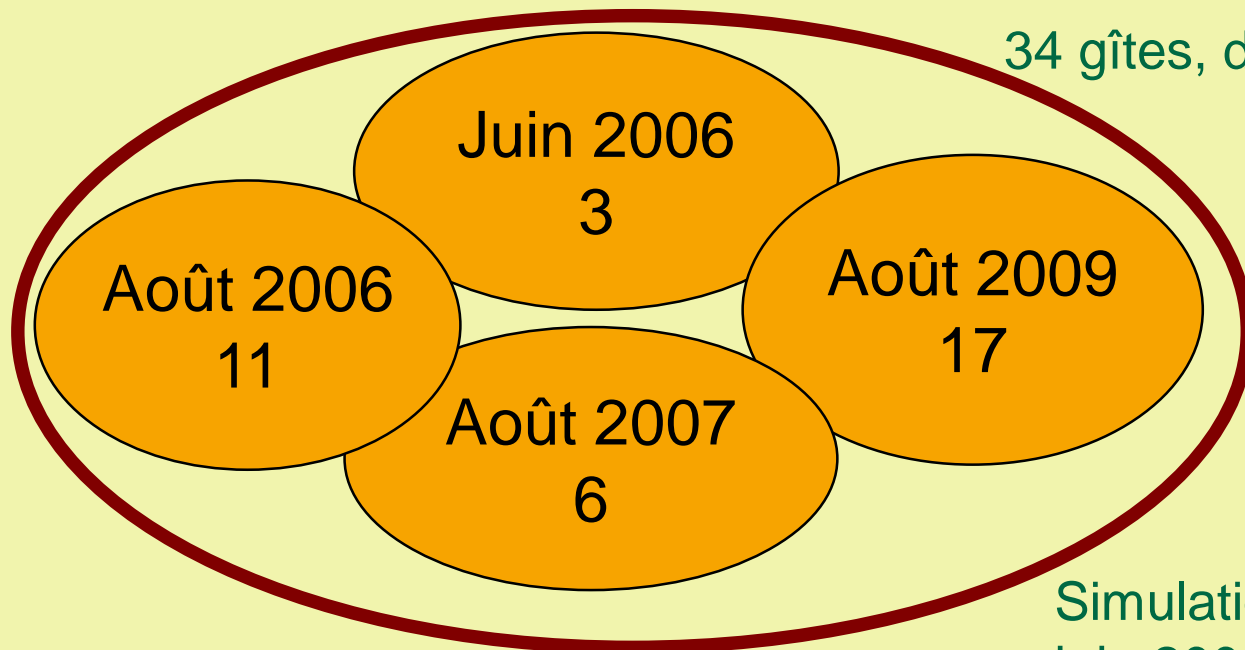 34 gîtes, d
Juin 2006
3
Août 2006
11
Août 2009
17
Août 2007
6
Simulati